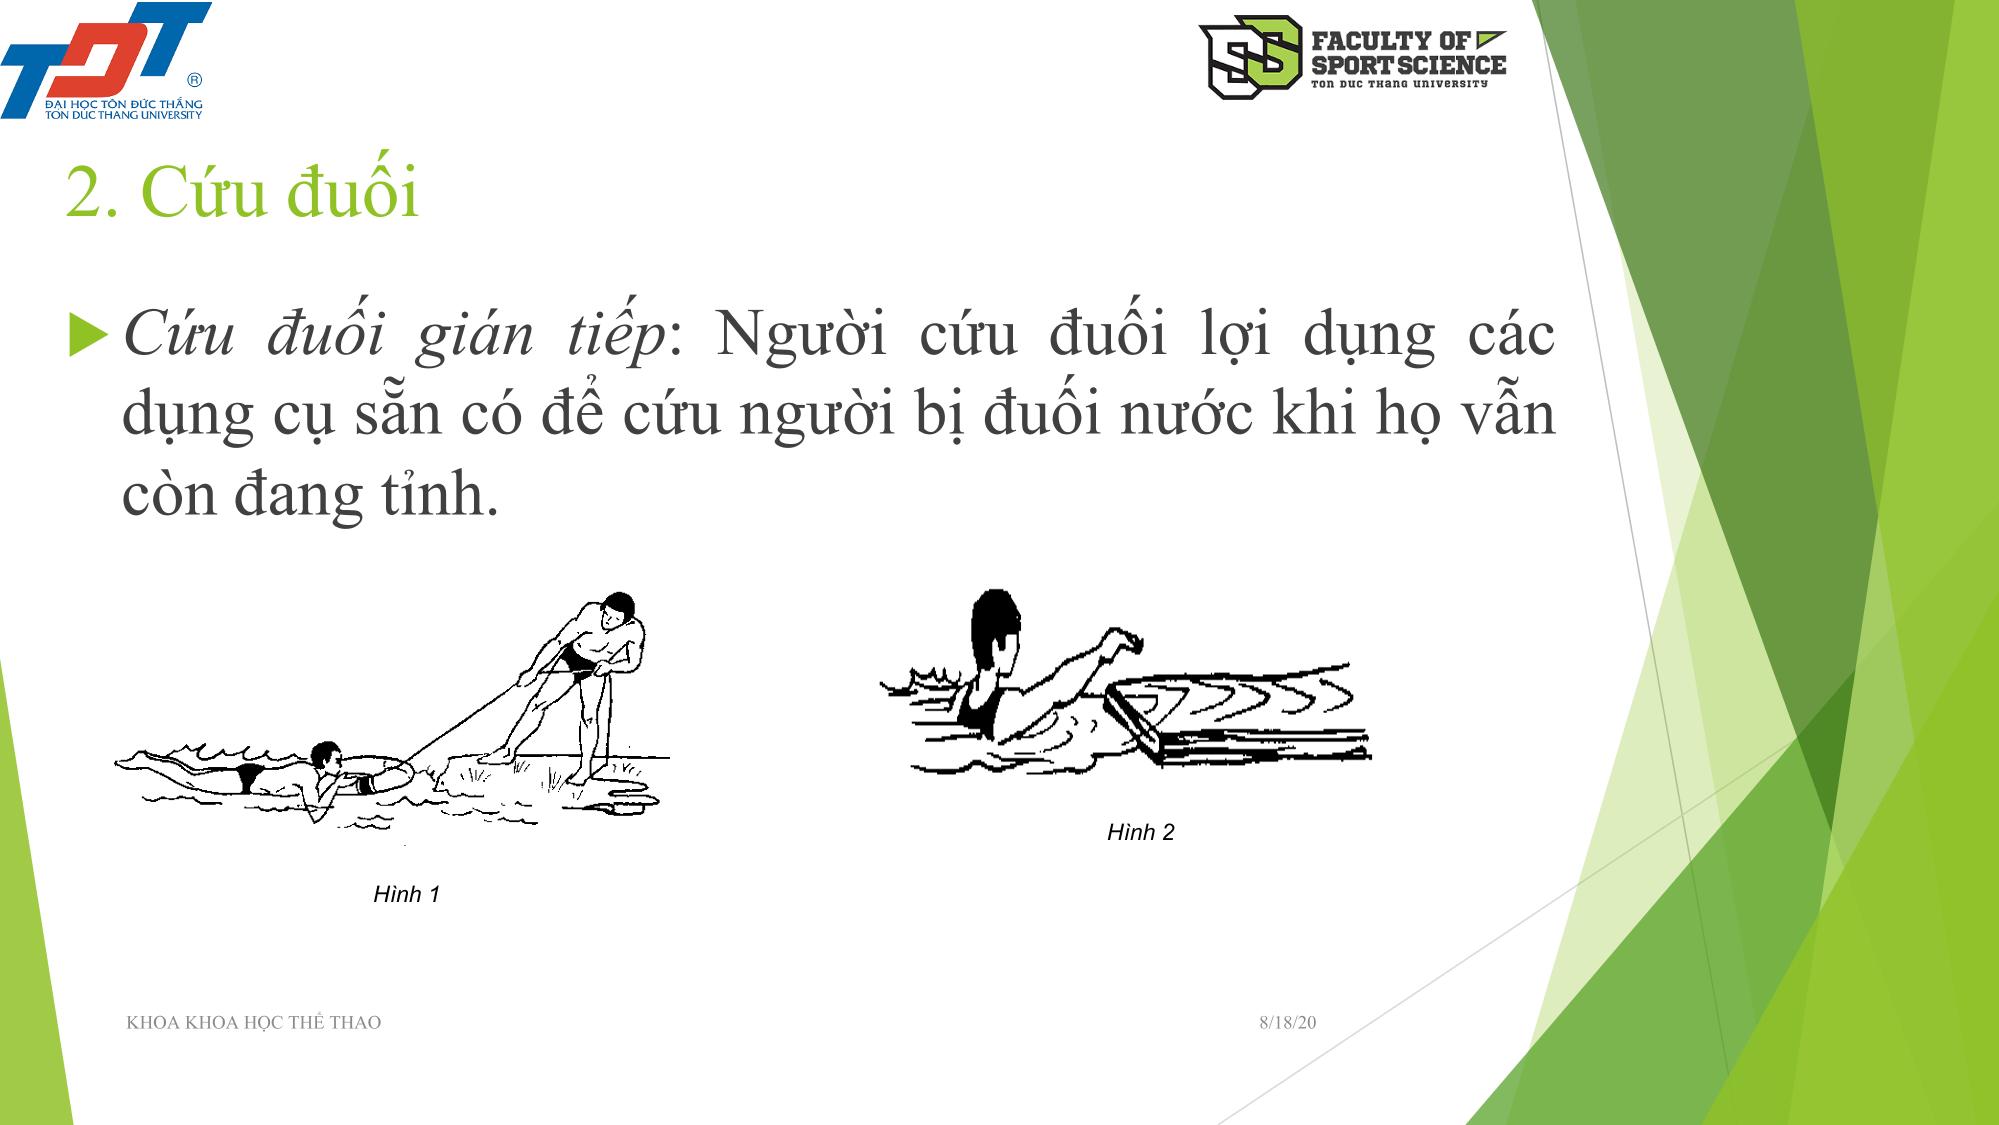 TDT
®
ĐẠI HỌC TÔN ĐỨC THẮNG
TON DUC THANG UNIVERSITY
SS
FACULTY OF
SPORT SCIENCE
TON DUC THANG UNIVERSITY
2. Cứu đuối
Cứu đuối gián tiếp: Người cứu đuối lợi dụng các
dụng cụ sẵn có để cứu người bị đuối nước khi họ vẫn
còn đang tỉnh.
Hình 1
Hình 2
KHOA KHOA HỌC THỂ THAO
8/18/20